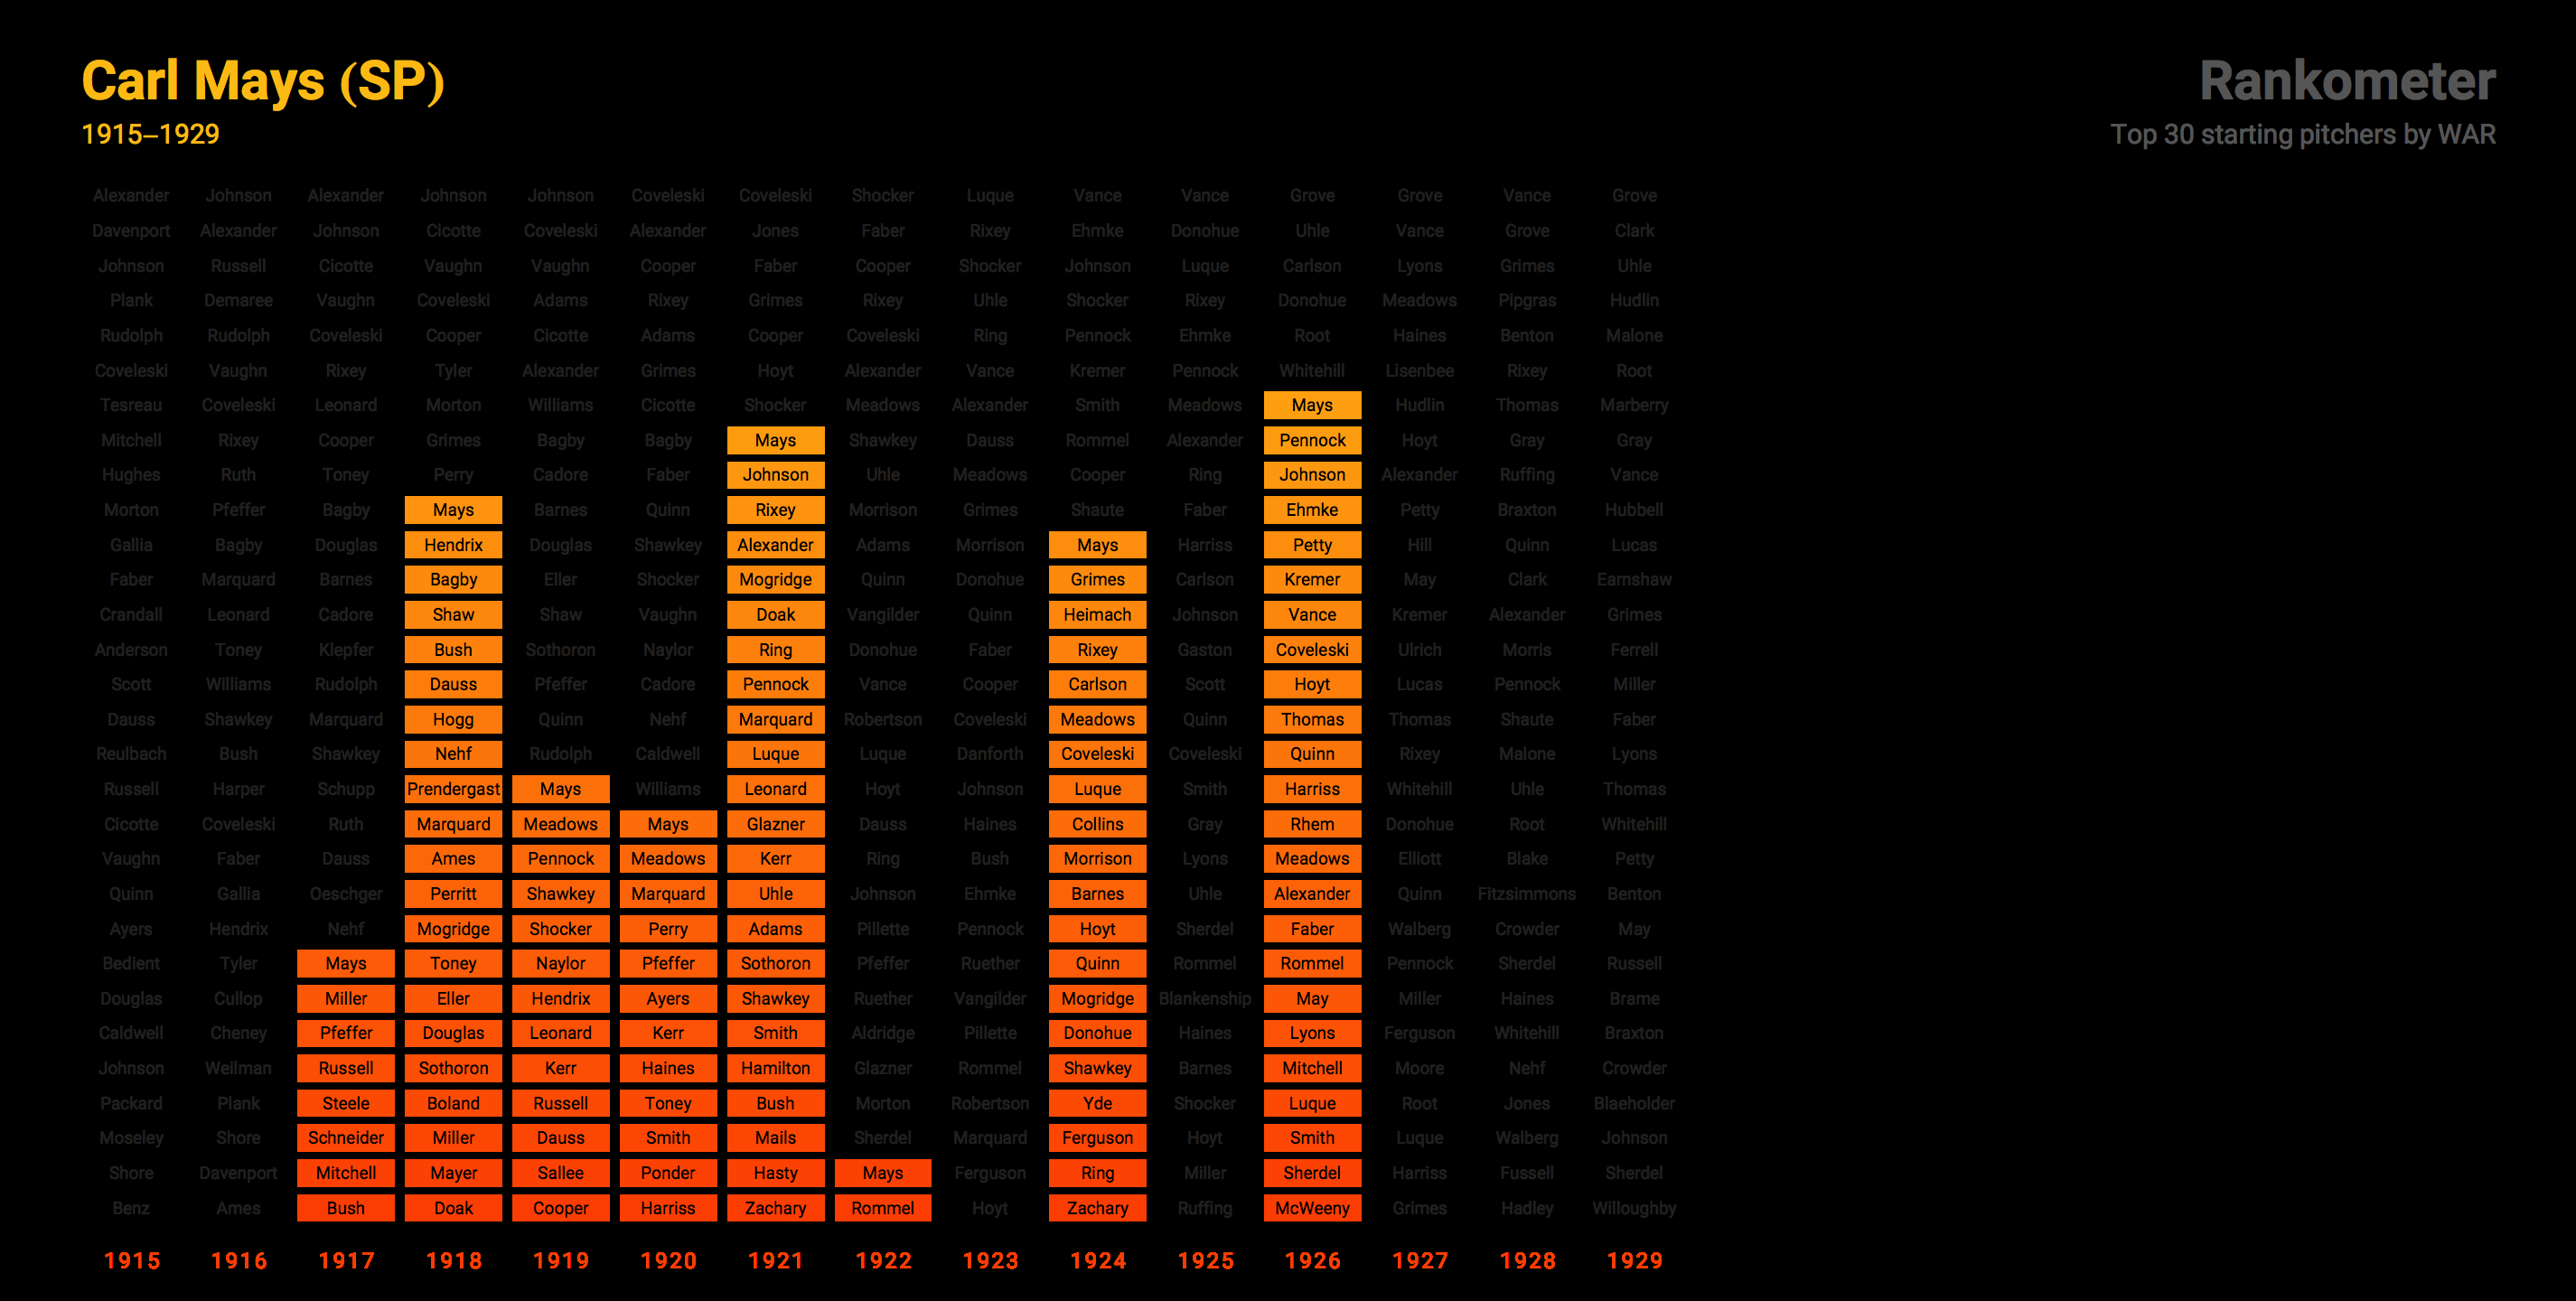 Carl Mays (SP)
Rankometer
1915–1929
Top 30 starting pitchers by WAR
Alexander Johnson Alexander Johnson Johnson Coveleski Coveleski Shocker Luque Vance Vance Grove Grove Vance Grove
Davenport Alexander Johnson Cicotte Coveleski Alexander Jones Faber Rixey Ehmke Donohue Uhle Vance Grove Clark
Johnson Russell Cicotte Vaughn Vaughn Cooper Faber Cooper Shocker Johnson Luque Carlson Lyons Grimes Uhle
Plank Demaree Vaughn Coveleski Adams Rixey Grimes Rixey Uhle Shocker Rixey Donohue Meadows Pipgras Hudlin
Rudolph Rudolph Coveleski Cooper Cicotte Adams Cooper Coveleski Ring Pennock Ehmke Root Haines Benton Malone
Coveleski Vaughn Rixey Tyler Alexander Grimes Hoyt Alexander Vance Kremer Pennock Whitehill Lisenbee Rixey Root
Tesreau Coveleski Leonard Morton Williams Cicotte Shocker Meadows Alexander Smith Meadows Mays Hudlin Thomas Marberry
Mitchell Rixey Cooper Grimes Bagby Bagby Mays Shawkey Dauss Rommel Alexander Pennock Hoyt Gray Gray
Hughes Ruth Toney Perry Cadore Faber Johnson Uhle Meadows Cooper Ring Johnson Alexander Ruffing Vance
Morton Pfeffer Bagby Mays Barnes Quinn Rixey Morrison Grimes Shaute Faber Ehmke Petty Braxton Hubbell
Gallia Bagby Douglas Hendrix Douglas Shawkey Alexander Adams Morrison Mays Harriss Petty Hill Quinn Lucas
Faber Marquard Barnes Bagby Eller Shocker Mogridge Quinn Donohue Grimes Carlson Kremer May Clark Earnshaw
Crandall Leonard Cadore Shaw Shaw Vaughn Doak Vangilder Quinn Heimach Johnson Vance Kremer Alexander Grimes
Anderson Toney Klepfer Bush Sothoron Naylor Ring Donohue Faber Rixey Gaston Coveleski Ulrich Morris Ferrell
Scott Williams Rudolph Dauss Pfeffer Cadore Pennock Vance Cooper Carlson Scott Hoyt Lucas Pennock Miller
Dauss Shawkey Marquard Hogg Quinn Nehf Marquard Robertson Coveleski Meadows Quinn Thomas Thomas Shaute Faber
Reulbach Bush Shawkey Nehf Rudolph Caldwell Luque Luque Danforth Coveleski Coveleski Quinn Rixey Malone Lyons
Russell Harper Schupp Prendergast Mays Williams Leonard Hoyt Johnson Luque Smith Harriss Whitehill Uhle Thomas
Cicotte Coveleski Ruth Marquard Meadows Mays Glazner Dauss Haines Collins Gray Rhem Donohue Root Whitehill
Vaughn Faber Dauss Ames Pennock Meadows Kerr Ring Bush Morrison Lyons Meadows Elliott Blake Petty
Quinn Gallia Oeschger Perritt Shawkey Marquard Uhle Johnson Ehmke Barnes Uhle Alexander Quinn Fitzsimmons Benton
Ayers Hendrix Nehf Mogridge Shocker Perry Adams Pillette Pennock Hoyt Sherdel Faber Walberg Crowder May
Bedient Tyler Mays Toney Naylor Pfeffer Sothoron Pfeffer Ruether Quinn Rommel Rommel Pennock Sherdel Russell
Douglas Cullop Miller Eller Hendrix Ayers Shawkey Ruether Vangilder Mogridge Blankenship May Miller Haines Brame
Caldwell Cheney Pfeffer Douglas Leonard Kerr Smith Aldridge Pillette Donohue Haines Lyons Ferguson Whitehill Braxton
Johnson Weilman Russell Sothoron Kerr Haines Hamilton Glazner Rommel Shawkey Barnes Mitchell Moore Nehf Crowder
Packard Plank Steele Boland Russell Toney Bush Morton Robertson Yde Shocker Luque Root Jones Blaeholder
Moseley Shore Schneider Miller Dauss Smith Mails Sherdel Marquard Ferguson Hoyt Smith Luque Walberg Johnson
Shore Davenport Mitchell Mayer Sallee Ponder Hasty Mays Ferguson Ring Miller Sherdel Harriss Fussell Sherdel
Benz Ames Bush Doak Cooper Harriss Zachary Rommel Hoyt Zachary Ruffing McWeeny Grimes Hadley Willoughby
1915 1916 1917 1918 1919 1920 1921 1922 1923 1924 1925 1926 1927 1928 1929